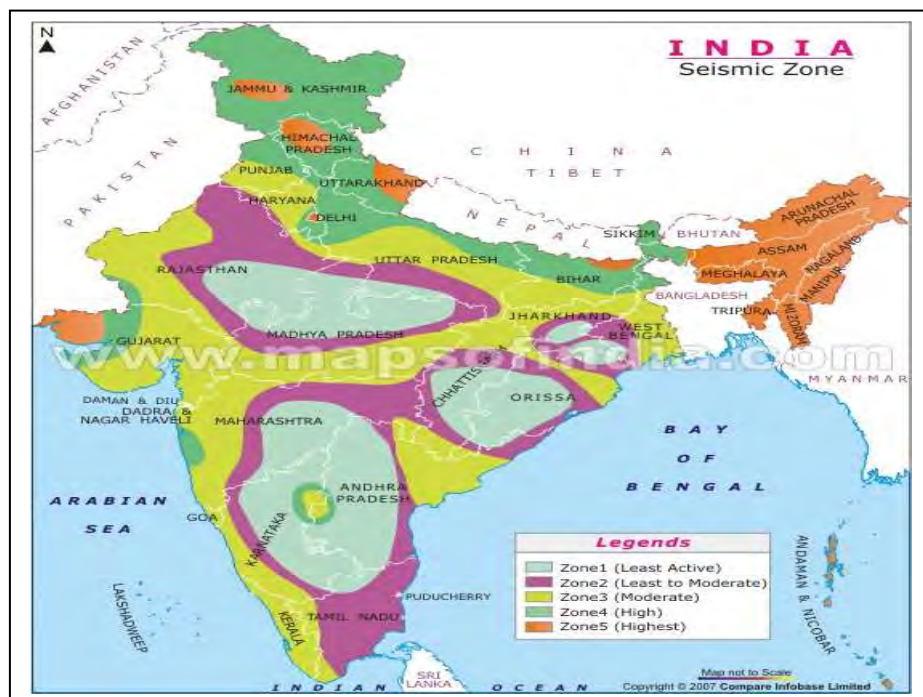 N
INDIA
Seismic Zone
AFGHANISTAN
JAMMU & KASHMIR
PAKISTAN
HIMACHAL
PRADESH
CHINA
TIBET
PUNJAB
UTTARAKHAND
HARYANA
DELHI
NEPAL
ARUNACHAL
PRADESH
SIKKIM
BHUTAN
ASSAM
NAGALAND
RAJASTHAN
UTTAR PRADESH
BIHAR
MEGHALAYA
MANIPUR
BANGLADESH
TRIPURA
MIZORAM
JHARKHAND
WEST
BENGAL
GUJARAT
MADHYA PRADESH
www.mapsofindia.com
MYANMAR
CHHATTISGARH
ORISSA
DAMAN & DIU
DADRA &
NAGAR HAVELI
MAHARASHTRA
BAY
OF
BENGAL
ANDHRA
PRADESH
ARABIAN
SEA
GOA
KARNATAKA
ANDAMAN & NICOBAR
Legends
Zone1 (Least Active)
Zone2 (Least to Moderate)
Zone3 (Moderate)
Zone4 (High)
Zone5 (Highest)
LAKSHADWEEP
PUDUCHERRY
TAMIL NADU
KERALA
SRI
LANKA
INDIAN OCEAN
Map not to Scale
Copyright © 2007 Compare Infobase Limited